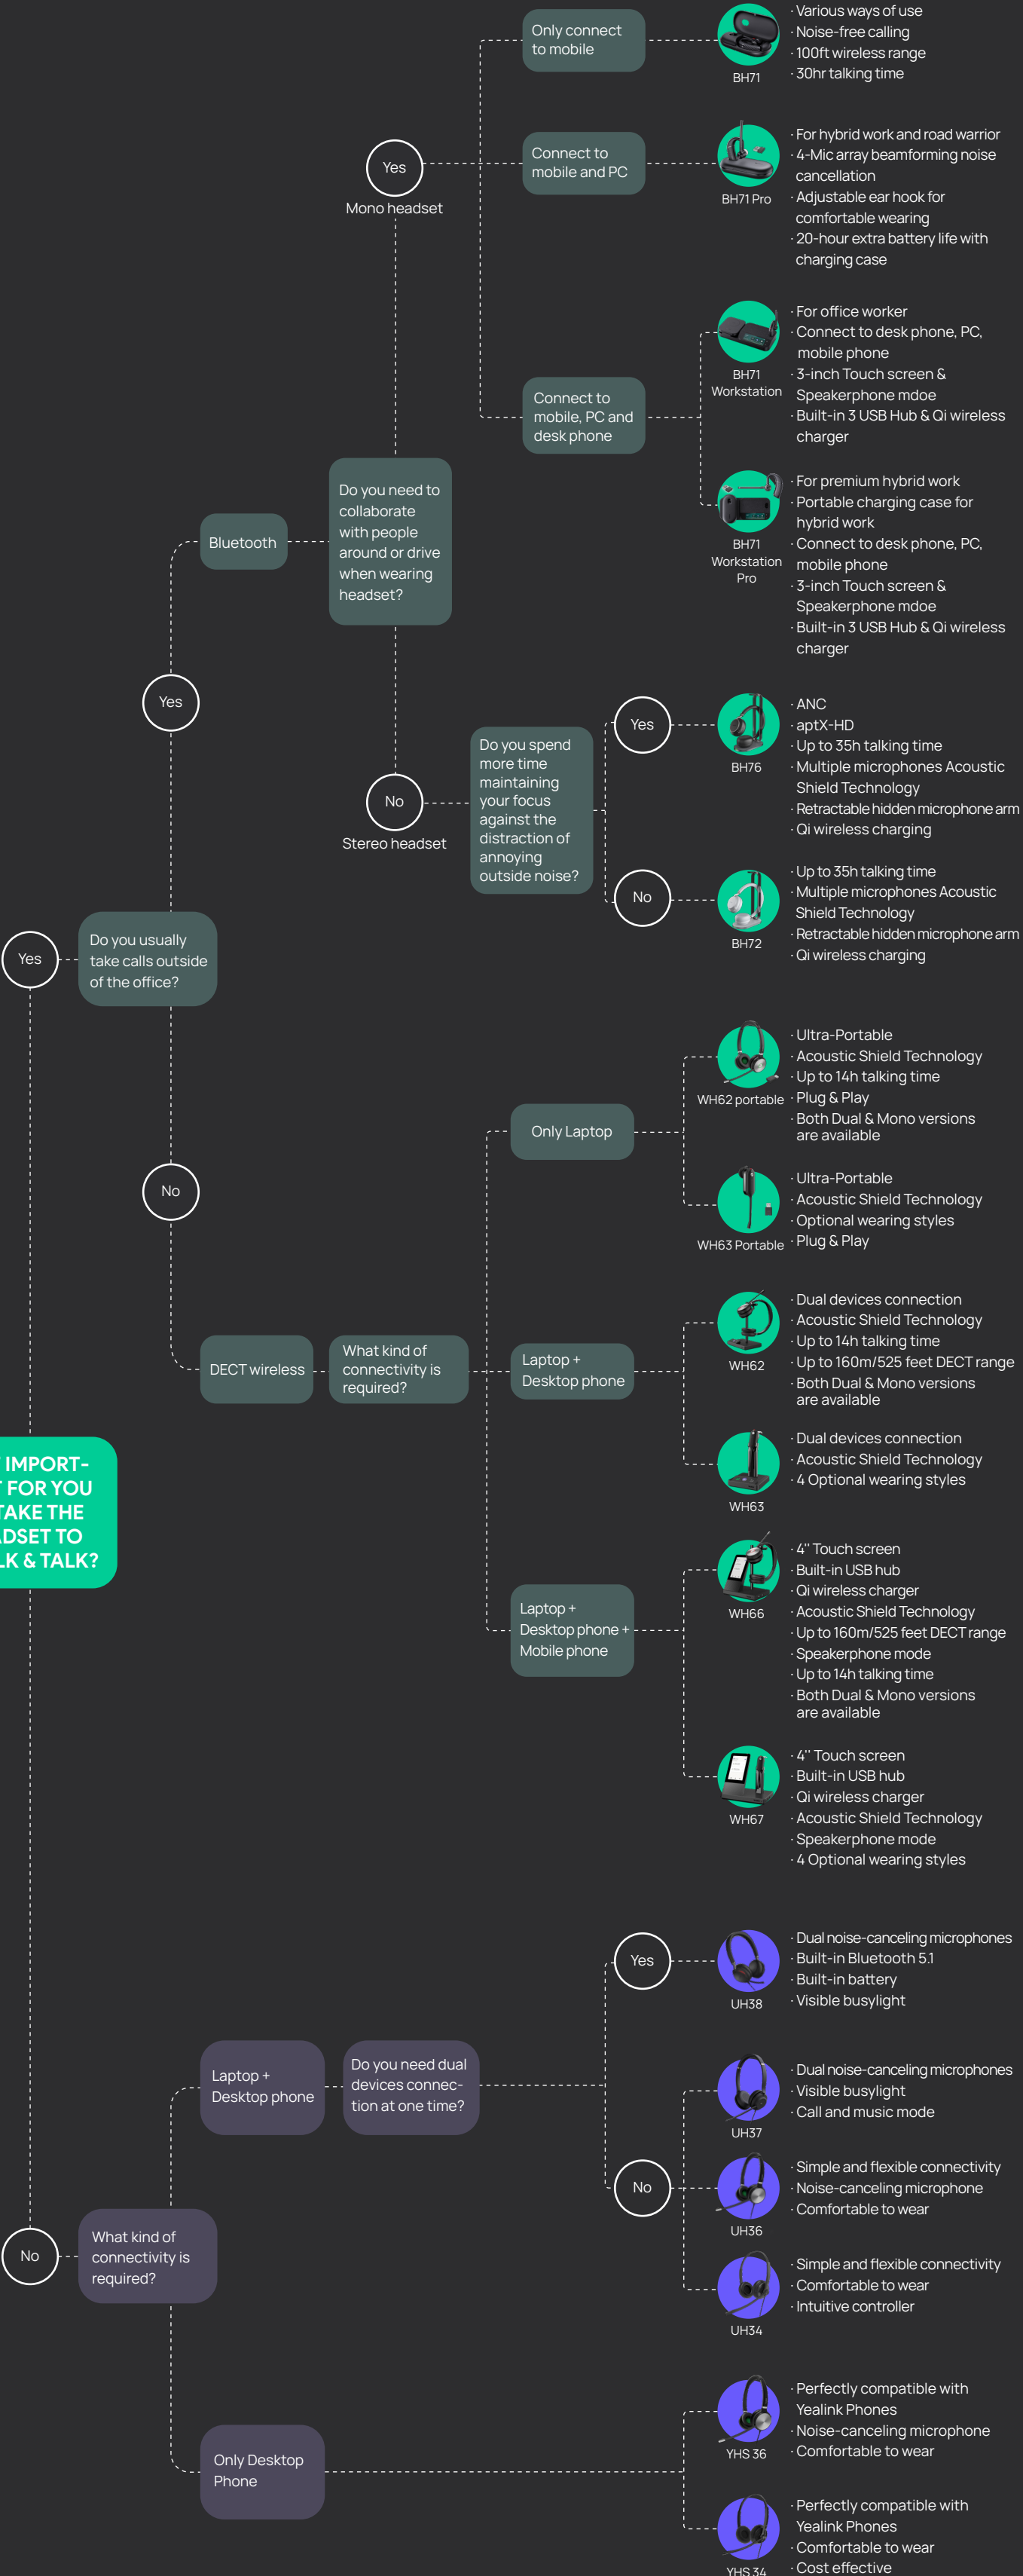 Only connect
to mobile
BH71
· Various ways of use
· Noise-free calling
· 100ft wireless range
· 30hr talking time
Yes
Mono headset
Connect to
mobile and PC
BH71 Pro
· For hybrid work and road warrior
· 4-Mic array beamforming noise
cancellation
· Adjustable ear hook for
comfortable wearing
· 20-hour extra battery life with
charging case
Connect to
mobile, PC and
desk phone
BH71
Workstation
· For office worker
· Connect to desk phone, PC,
mobile phone
· 3-inch Touch screen &
Speakerphone mdoe
· Built-in 3 USB Hub & Qi wireless
charger
BH71
Workstation
Pro
· For premium hybrid work
· Portable charging case for
hybrid work
· Connect to desk phone, PC,
mobile phone
· 3-inch Touch screen &
Speakerphone mdoe
· Built-in 3 USB Hub & Qi wireless
charger
Bluetooth
Do you need to
collaborate
with people
around or drive
when wearing
headset?
Yes
No
Stereo headset
Do you spend
more time
maintaining
your focus
against the
distraction of
annoying
outside noise?
Yes
BH76
· ANC
· aptX-HD
· Up to 35h talking time
· Multiple microphones Acoustic
Shield Technology
· Retractable hidden microphone arm
· Qi wireless charging
No
BH72
· Up to 35h talking time
· Multiple microphones Acoustic
Shield Technology
· Retractable hidden microphone arm
· Qi wireless charging
Yes
Do you usually
take calls outside
of the office?
No
Only Laptop
WH62 portable
· Ultra-Portable
· Acoustic Shield Technology
· Up to 14h talking time
· Plug & Play
· Both Dual & Mono versions
are available
WH63 Portable
· Ultra-Portable
· Acoustic Shield Technology
· Optional wearing styles
· Plug & Play
DECT wireless
What kind of
connectivity is
required?
Laptop +
Desktop phone
WH62
· Dual devices connection
· Acoustic Shield Technology
· Up to 14h talking time
· Up to 160m/525 feet DECT range
· Both Dual & Mono versions
are available
WH63
· Dual devices connection
· Acoustic Shield Technology
· 4 Optional wearing styles
IMPORT-
FOR YOU
TAKE THE
TO
& TALK?
Laptop +
Desktop phone +
Mobile phone
WH66
· 4'' Touch screen
· Built-in USB hub
· Qi wireless charger
· Acoustic Shield Technology
· Up to 160m/525 feet DECT range
· Speakerphone mode
· Up to 14h talking time
· Both Dual & Mono versions
are available
WH67
· 4'' Touch screen
· Built-in USB hub
· Qi wireless charger
· Acoustic Shield Technology
· Speakerphone mode
· 4 Optional wearing styles
Yes
UH38
· Dual noise-canceling microphones
· Built-in Bluetooth 5.1
· Built-in battery
· Visible busylight
Laptop +
Desktop phone
Do you need dual
devices connec-
tion at one time?
UH37
· Dual noise-canceling microphones
· Visible busylight
· Call and music mode
No
UH36
· Simple and flexible connectivity
· Noise-canceling microphone
· Comfortable to wear
UH34
· Simple and flexible connectivity
· Comfortable to wear
· Intuitive controller
No
What kind of
connectivity is
required?
Only Desktop
Phone
YHS 36
· Perfectly compatible with
Yealink Phones
· Noise-canceling microphone
· Comfortable to wear
YHS 34
· Perfectly compatible with
Yealink Phones
· Comfortable to wear
· Cost effective